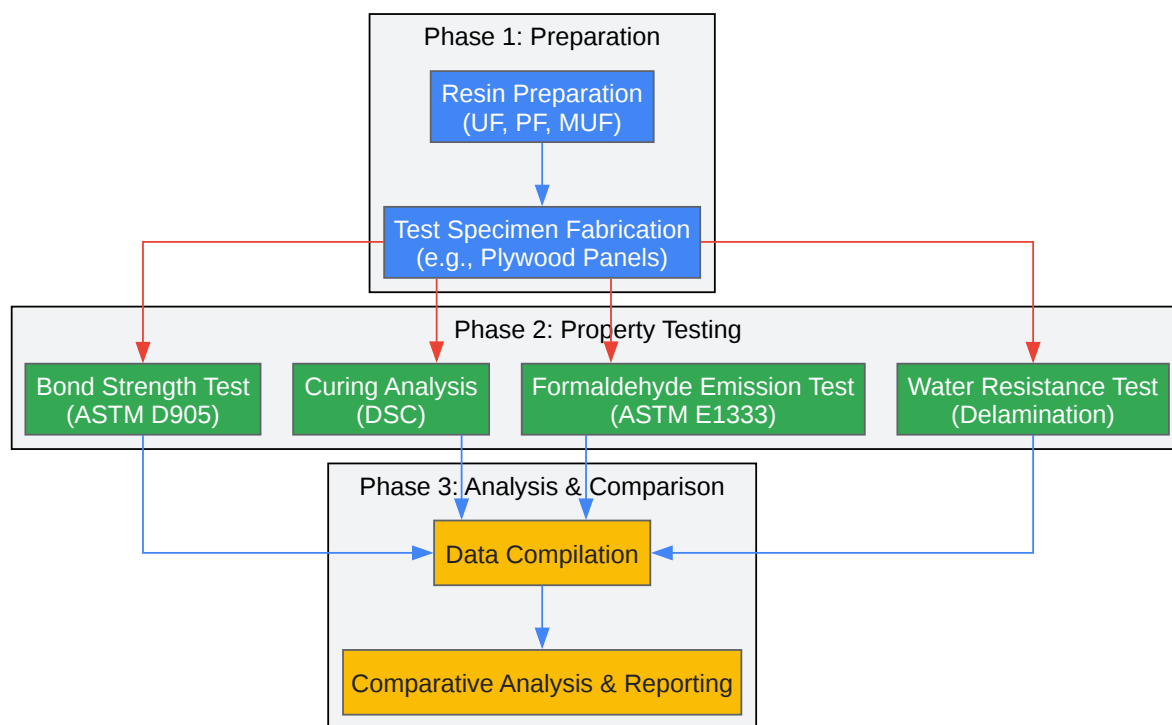 Phase 1: Preparation
Resin Preparation
(UF, PF, MUF)
Test Specimen Fabrication
(e.g., Plywood Panels)
Phase 2: Property Testing
Bond Strength Test
(ASTM D905)
Curing Analysis
(DSC)
Formaldehyde Emission Test
(ASTM E1333)
Water Resistance Test
(Delamination)
Phase 3: Analysis & Comparison
Data Compilation
Comparative Analysis & Reporting